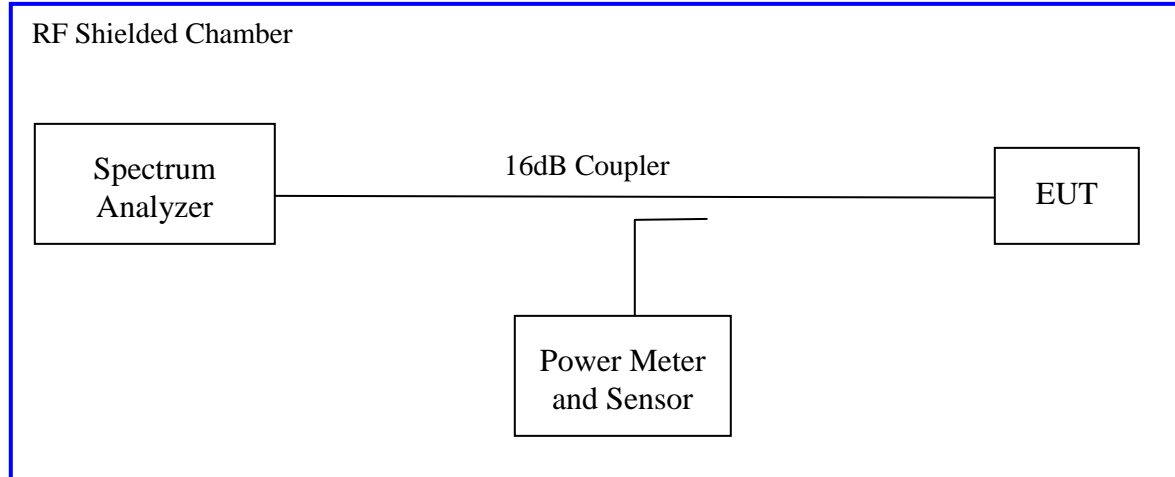 RF Shielded Chamber
Spectrum
Analyzer
16dB Coupler
EUT
Power Meter
and Sensor